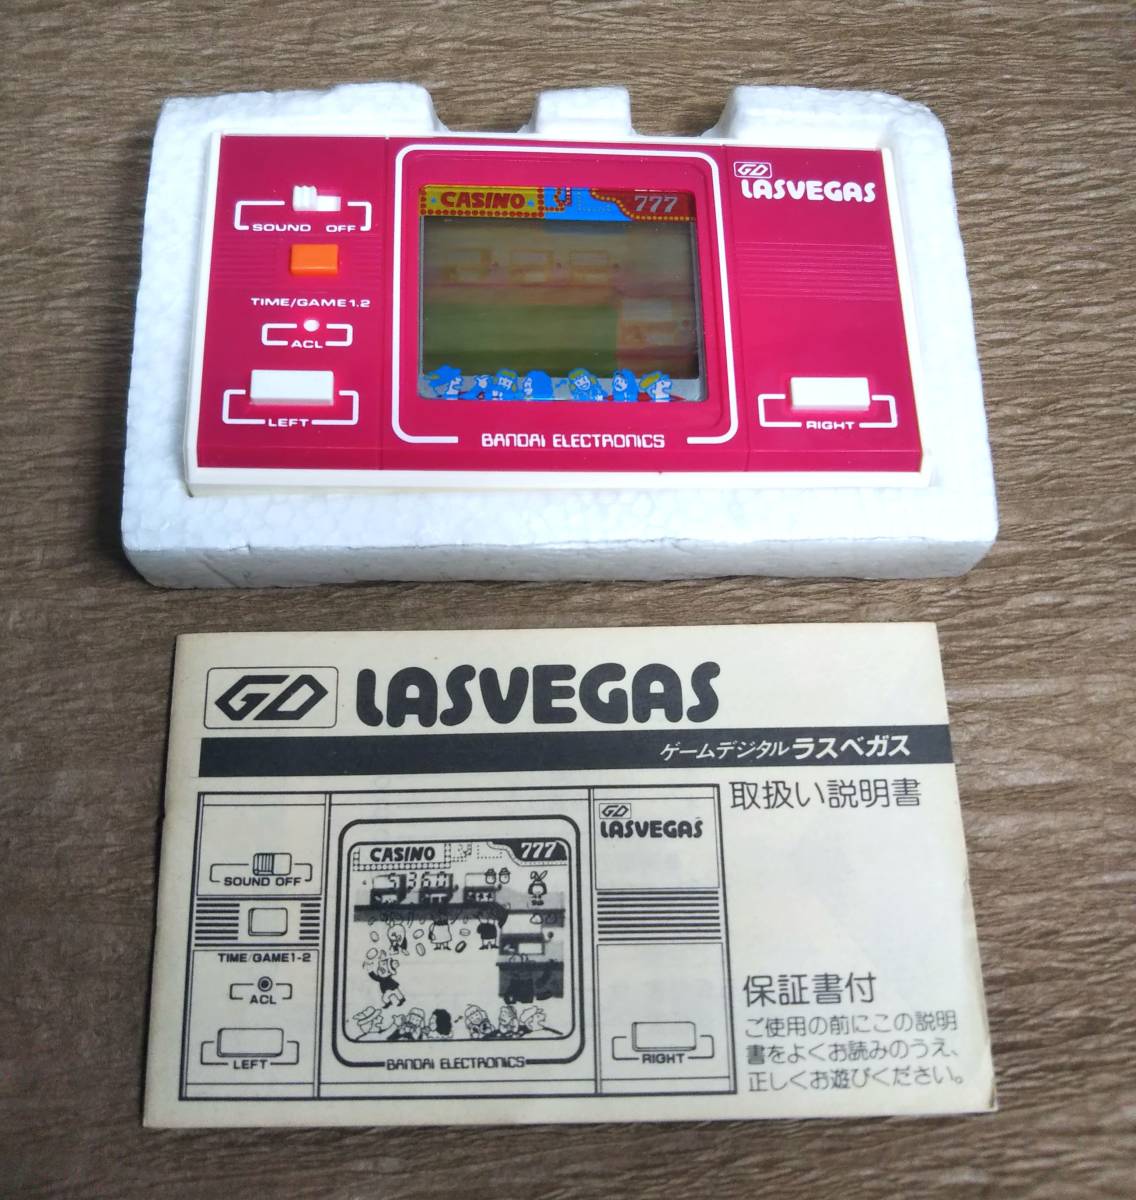 CASINO
777
GD
LASVEGAS
SOUND OFF
TIME/GAME1.2
ACL
LEFT
RIGHT
BANDAI ELECTRONICS
GD LASVEGAS
ゲームデジタル ラスベガス
取扱い説明書
GD
LASVEGAS
CASINO
777
5360
SOUND OFF
TIME/GAME1-2
ACL
LEFT
RIGHT
BANDAI ELECTRONICS
保証書付
ご使用の前にこの説明
書をよくお読みのうえ、
正しくお遊びください。